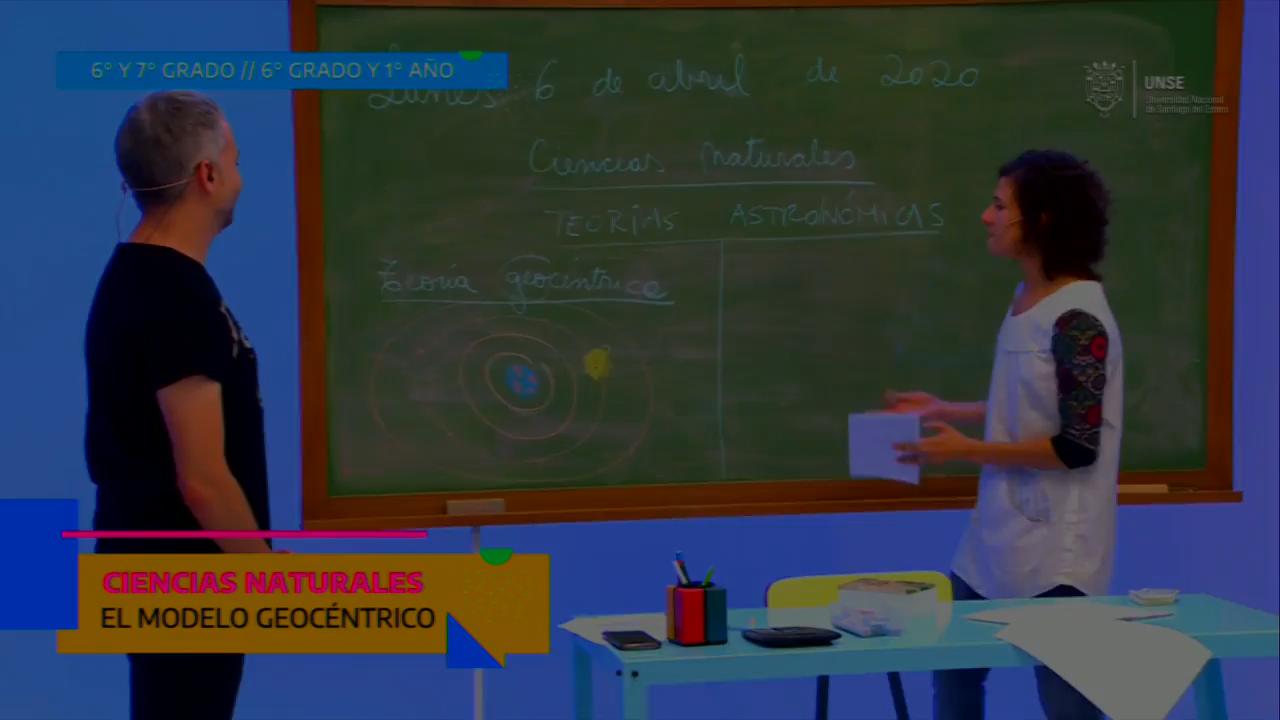 6° Y 7° GRADO // 6° GRADO Y 1° AÑO
Lunes 6 de abril de 2020
UNSE
Universidad Nacional
de Santiago del Estero
Ciencias naturales
TEORÍAS ASTRONÓMICAS
Teoría geocéntrica
CIENCIAS NATURALES
EL MODELO GEOCÉNTRICO